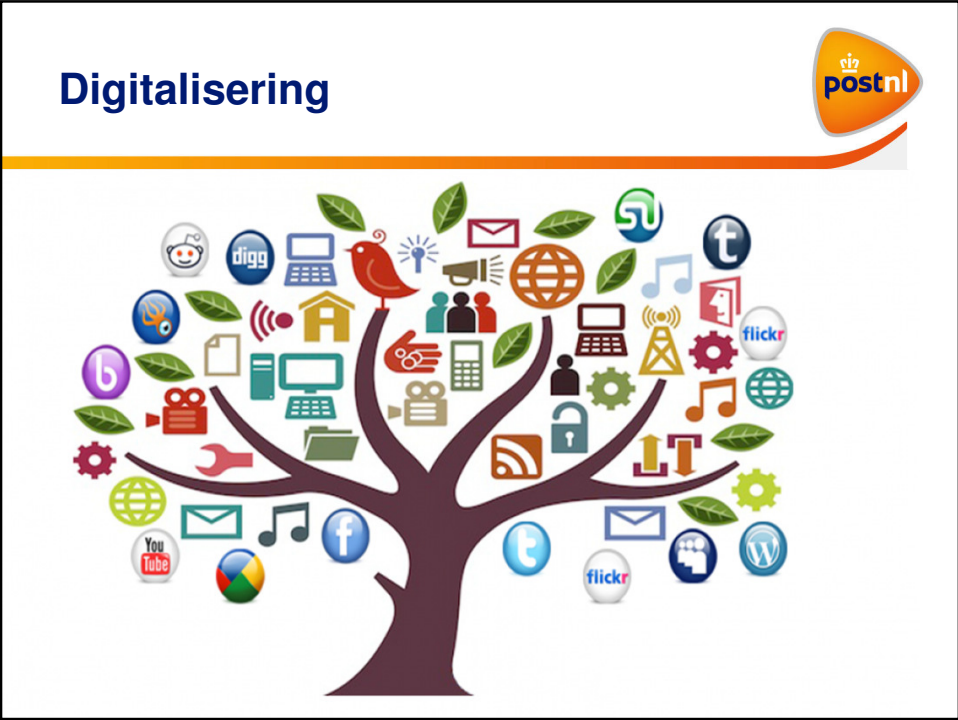 Digitalisering
postnl
digg
t
flickr
b
You
Tube
f
t
flickr
W